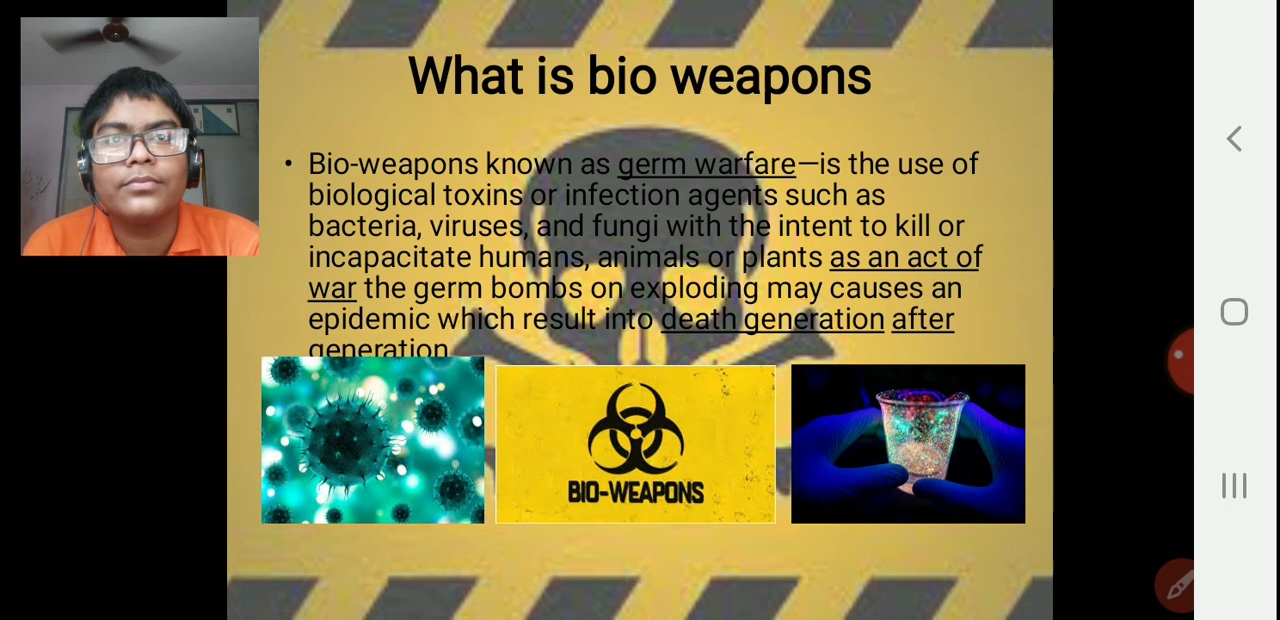 What is bio weapons
• Bio-weapons known as germ warfare—is the use of
biological toxins or infection agents such as
bacteria, viruses, and fungi with the intent to kill or
incapacitate humans, animals or plants as an act of
war the germ bombs on exploding may causes an
epidemic which result into death generation after
generation
BIO-WEAPONS